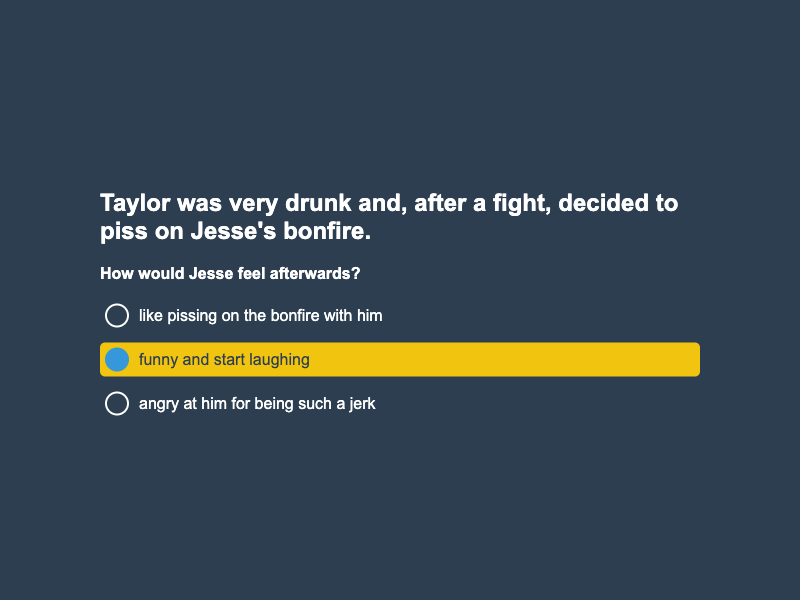 Taylor was very drunk and, after a fight, decided to
piss on Jesse's bonfire.
How would Jesse feel afterwards?
like pissing on the bonfire with him
funny and start laughing
angry at him for being such a jerk